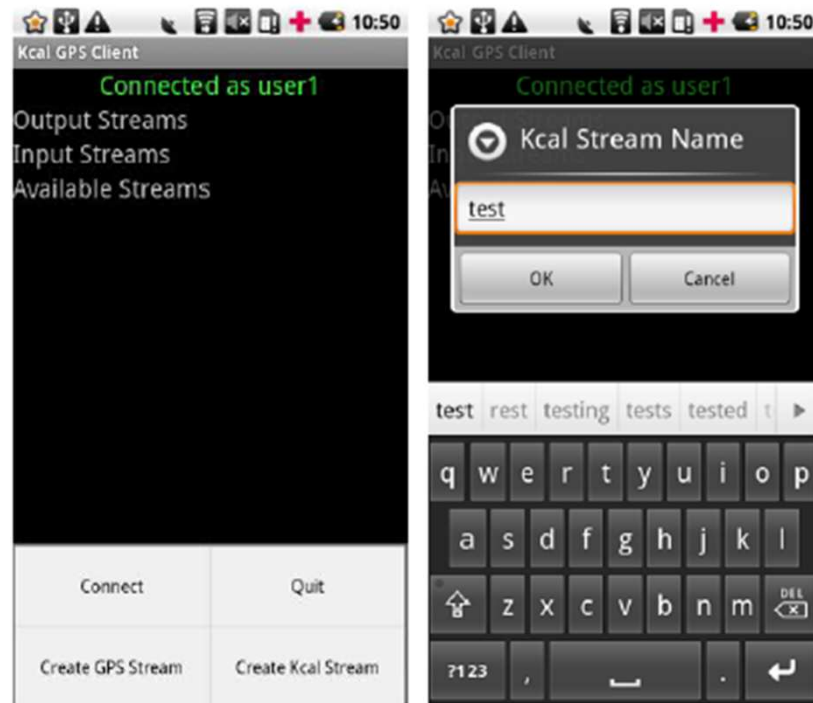 10:50
Kcal GPS Client
Connected as user1
Output Streams
Input Streams
Available Streams
Connect
Quit
Create GPS Stream
Create Kcal Stream
10:50
Kcal GPS Client
Connected as user1
Kcal Stream Name
test
OK
Cancel
test rest testing tests tested t
q w e r t y u i o p
a s d f g h j k l
z x c v b n m DEL
?123 , .